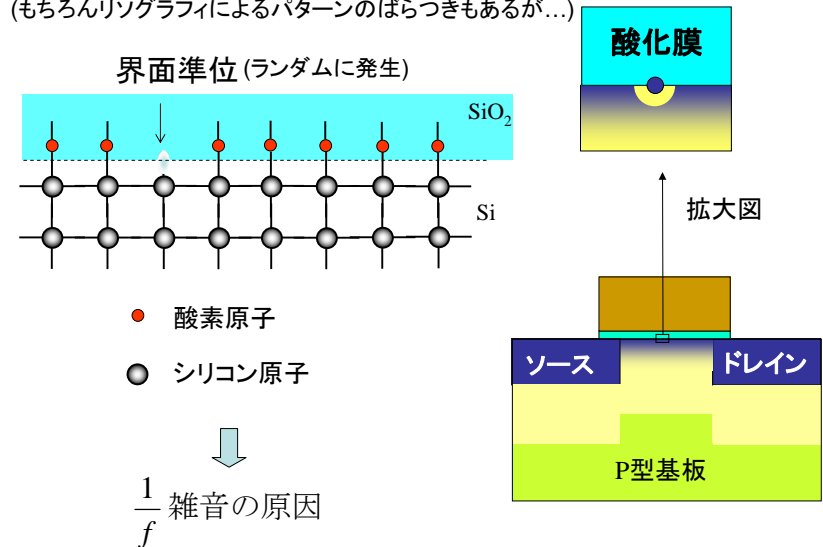 (もちろんリソグラフィによるパターンのばらつきもあるが…)
界面準位 (ランダムに発生)
SiO₂
Si
酸素原子
シリコン原子
1/f 雑音の原因
酸化膜
拡大図
ソース
ドレイン
P型基板